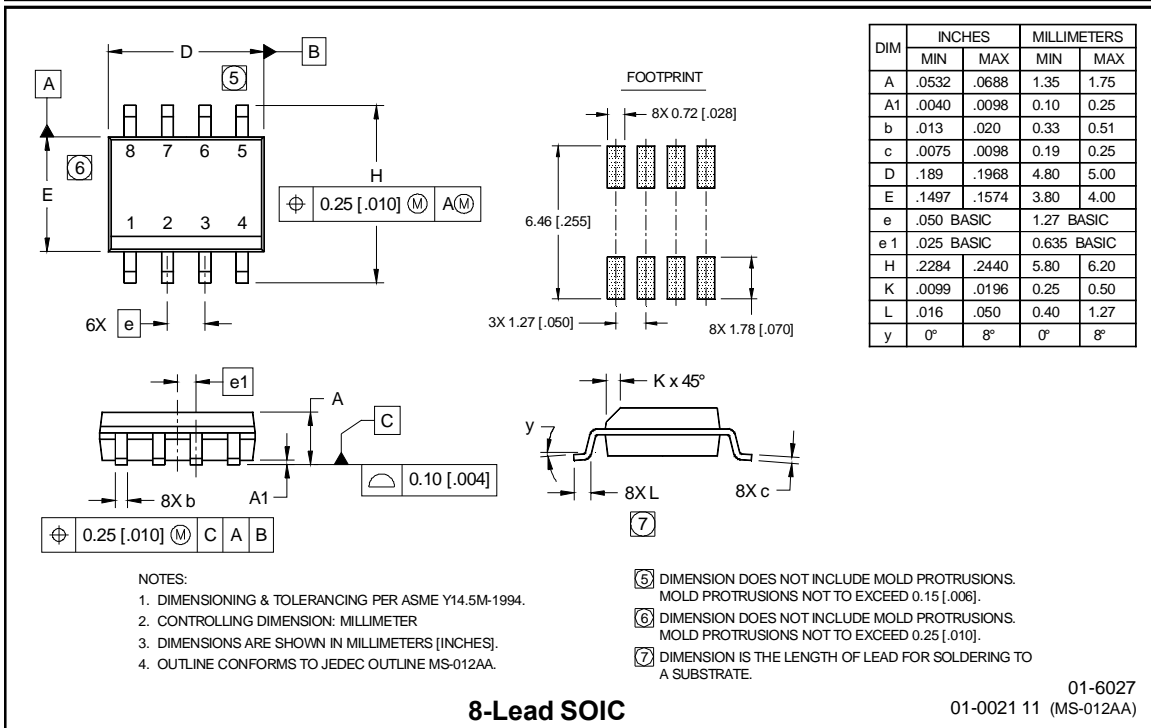 D
B
5
A
8 7 6 5
6
E
H
0.25 [.010] M A M
1 2 3 4
6X e
FOOTPRINT
8X 0.72 [.028]
6.46 [.255]
3X 1.27 [.050]
8X 1.78 [.070]
DIM INCHES MILLIMETERS
MIN MAX MIN MAX
A .0532 .0688 1.35 1.75
A1 .0040 .0098 0.10 0.25
b .013 .020 0.33 0.51
c .0075 .0098 0.19 0.25
D .189 .1968 4.80 5.00
E .1497 .1574 3.80 4.00
e .050 BASIC 1.27 BASIC
e 1 .025 BASIC 0.635 BASIC
H .2284 .2440 5.80 6.20
K .0099 .0196 0.25 0.50
L .016 .050 0.40 1.27
y 0° 8° 0° 8°
e1
A
C
0.10 [.004]
8X b
A1
0.25 [.010] M C A B
K x 45°
y
8X L
7
8X c
NOTES:
1. DIMENSIONING & TOLERANCING PER ASME Y14.5M-1994.
2. CONTROLLING DIMENSION: MILLIMETER
3. DIMENSIONS ARE SHOWN IN MILLIMETERS [INCHES].
4. OUTLINE CONFORMS TO JEDEC OUTLINE MS-012AA.
5 DIMENSION DOES NOT INCLUDE MOLD PROTRUSIONS.
MOLD PROTRUSIONS NOT TO EXCEED 0.15 [.006].
6 DIMENSION DOES NOT INCLUDE MOLD PROTRUSIONS.
MOLD PROTRUSIONS NOT TO EXCEED 0.25 [.010].
7 DIMENSION IS THE LENGTH OF LEAD FOR SOLDERING TO
A SUBSTRATE.
8-Lead SOIC
01-6027
01-0021 11 (MS-012AA)